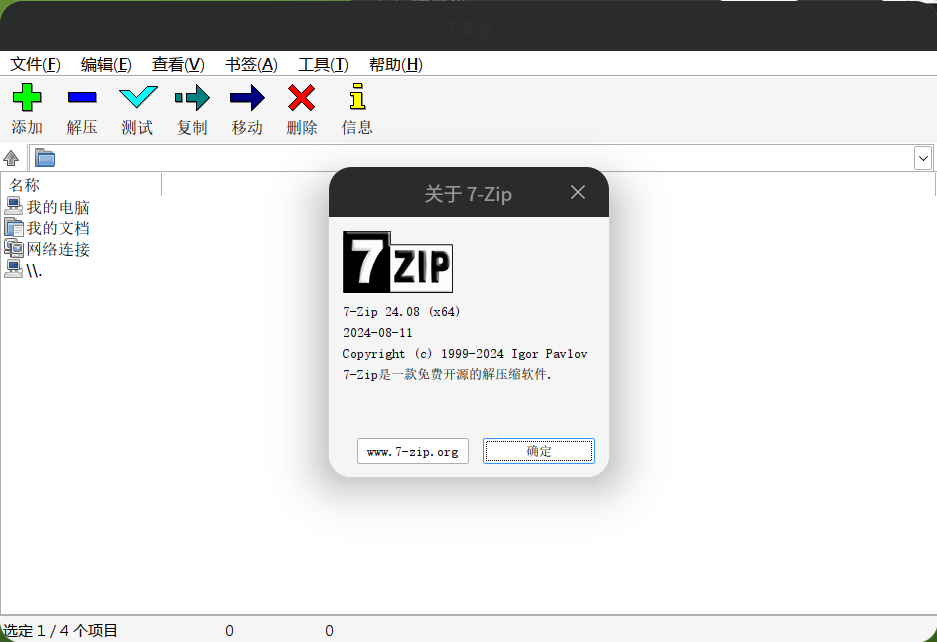 7-Zip
文件(F) 编辑(E) 查看(V) 书签(A) 工具(T) 帮助(H)
添加 解压 测试 复制 移动 删除 信息
名称
我的电脑
我的文档
网络连接
\\.
关于 7-Zip
7ZIP
7-Zip 24.08 (x64)
2024-08-11
Copyright (c) 1999-2024 Igor Pavlov
7-Zip是一款免费开源的解压缩软件.
www.7-zip.org 确定
选定 1 / 4 个项目 0 0